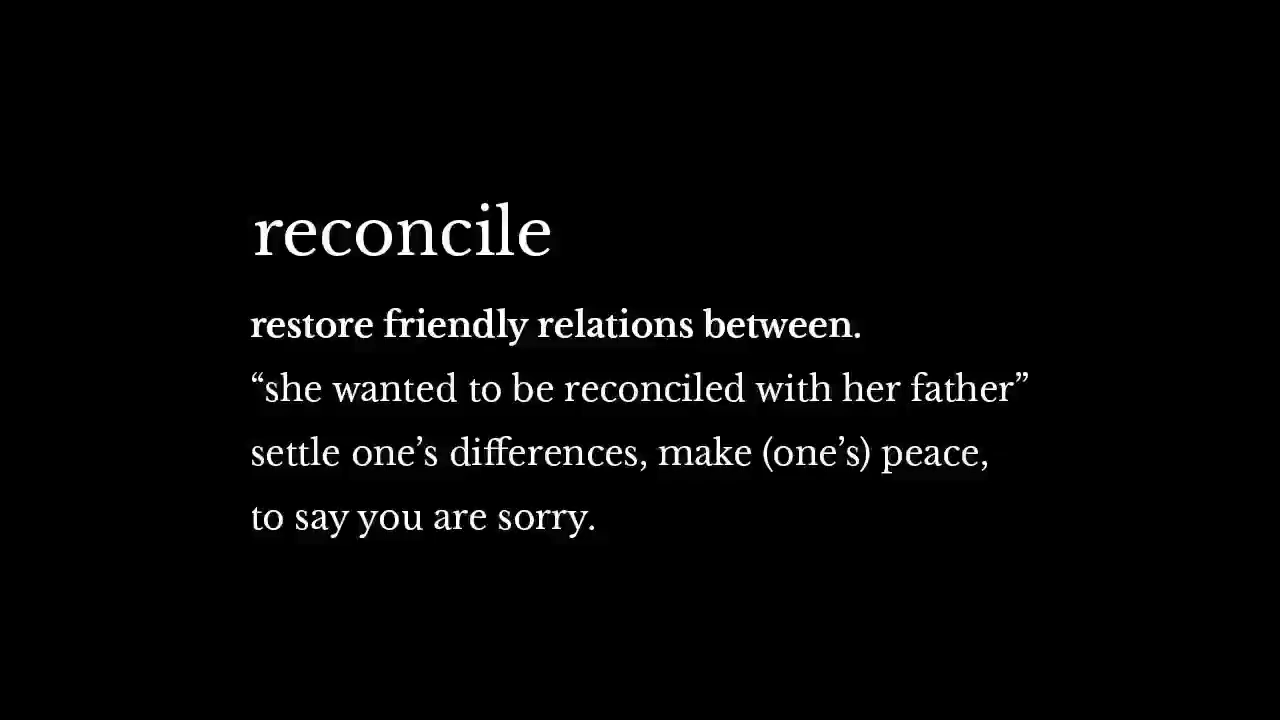 reconcile
restore friendly relations between.
“she wanted to be reconciled with her father”
settle one’s differences, make (one’s) peace,
to say you are sorry.